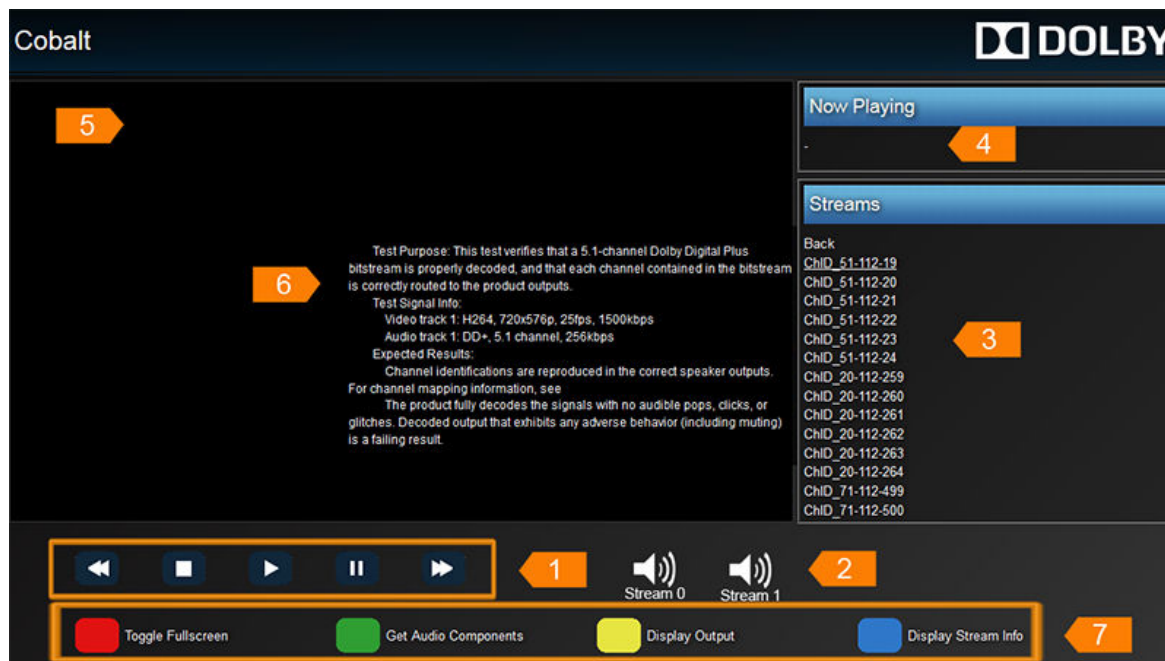 Cobalt
DOLBY
5
Now Playing
-
4
Streams
Back
ChID_51-112-19
ChID_51-112-20
ChID_51-112-21
ChID_51-112-22
ChID_51-112-23
ChID_51-112-24
ChID_20-112-259
ChID_20-112-260
ChID_20-112-261
ChID_20-112-262
ChID_20-112-263
ChID_20-112-264
ChID_71-112-499
ChID_71-112-500
3
6
Test Purpose: This test verifies that a 5.1-channel Dolby Digital Plus
bitstream is properly decoded, and that each channel contained in the bitstream
is correctly routed to the product outputs.
Test Signal Info:
Video track 1: H264, 720x576p, 25fps, 1500kbps
Audio track 1: DD+, 5.1 channel, 256kbps
Expected Results:
Channel identifications are reproduced in the correct speaker outputs.
For channel mapping information, see
The product fully decodes the signals with no audible pops, clicks, or
glitches. Decoded output that exhibits any adverse behavior (including muting)
is a failing result.
1
Stream 0
Stream 1
2
Toggle Fullscreen
Get Audio Components
Display Output
Display Stream Info
7